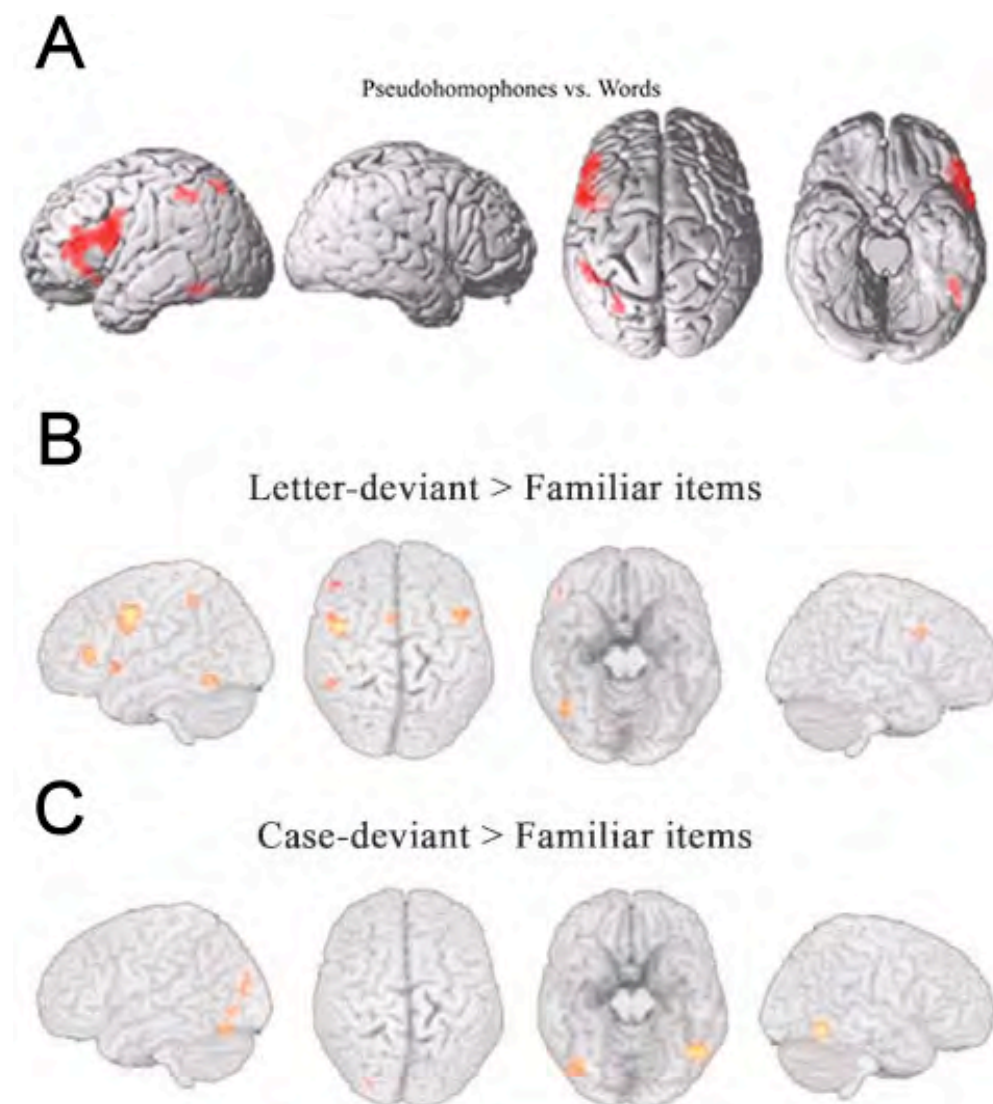 A
Pseudohomophones vs. Words
B
Letter-deviant > Familiar items
C
Case-deviant > Familiar items